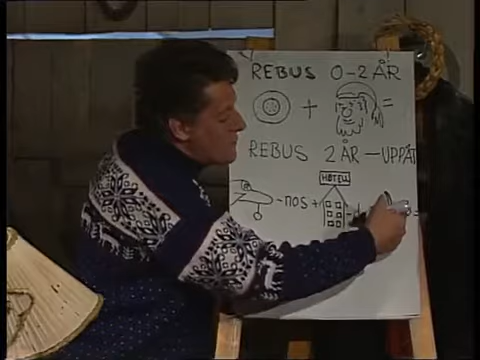 REBUS 0-2 ÅR
+ =
REBUS 2 ÅR — UPPÅT
HOTELL
-NOS+